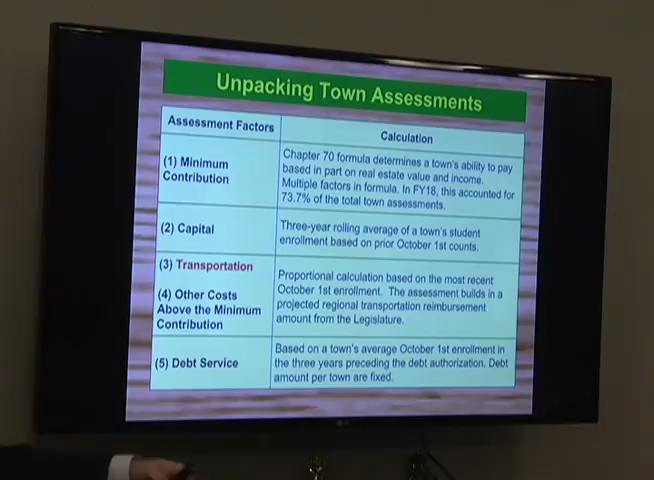 Unpacking Town Assessments
Assessment Factors
Calculation
(1) Minimum
Contribution
Chapter 70 formula determines a town's ability to pay
based in part on real estate value and income.
Multiple factors in formula. In FY18, this accounted for
73.7% of the total town assessments.
(2) Capital
Three-year rolling average of a town's student
enrollment based on prior October 1st counts.
(3) Transportation
(4) Other Costs
Above the Minimum
Contribution
Proportional calculation based on the most recent
October 1st enrollment. The assessment builds in a
projected regional transportation reimbursement
amount from the Legislature.
(5) Debt Service
Based on a town's average October 1st enrollment in
the three years preceding the debt authorization. Debt
amount per town are fixed.
LG